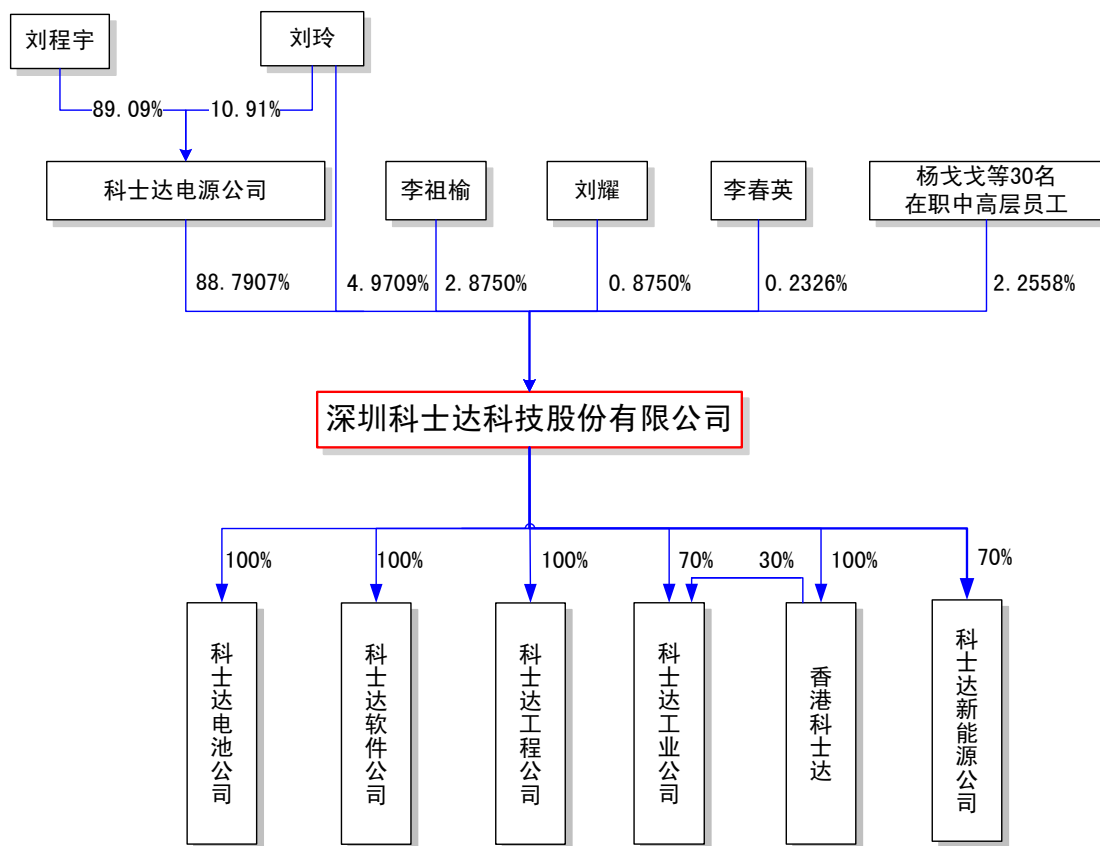 刘程宇
刘玲
89.09%
10.91%
科士达电源公司
李祖榆
刘耀
李春英
杨戈戈等30名
在职中高层员工
88.7907%
4.9709%
2.8750%
0.8750%
0.2326%
2.2558%
深圳科士达科技股份有限公司
100%
100%
100%
70%
30%
100%
70%
科士达电池公司
科士达软件公司
科士达工程公司
科士达工业公司
香港科士达
科士达新能源公司